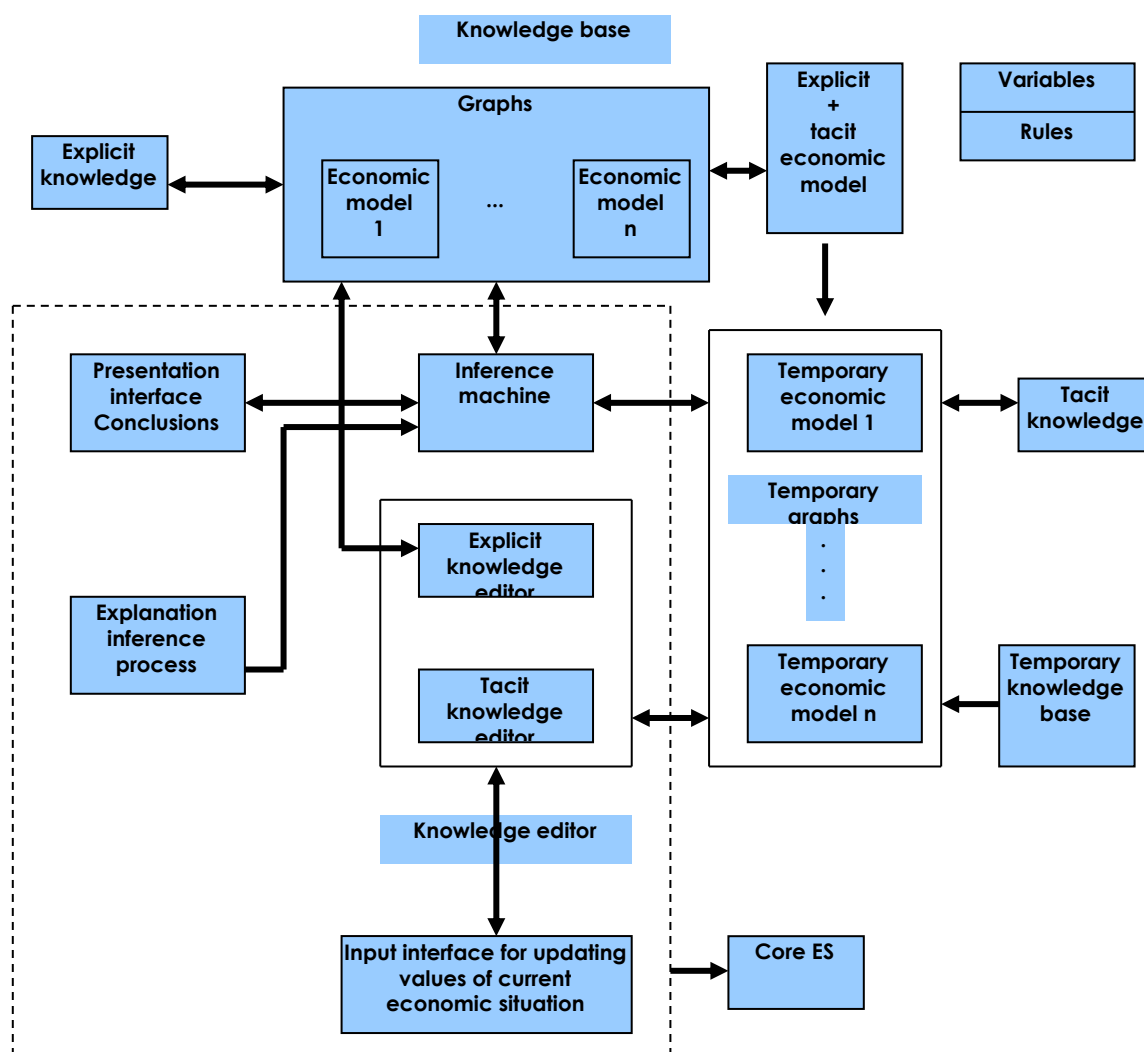 Knowledge base
Graphs
Economic
model
1
...
Economic
model
n
Explicit
+
tacit
economic
model
Variables
Rules
Explicit
knowledge
Presentation
interface
Conclusions
Inference
machine
Temporary
economic
model 1
Tacit
knowledge
Temporary
graphs
.
.
.
Explicit
knowledge
editor
Explanation
inference
process
Tacit
knowledge
editor
Temporary
economic
model n
Temporary
knowledge
base
Knowledge editor
Input interface for updating
values of current
economic situation
Core ES